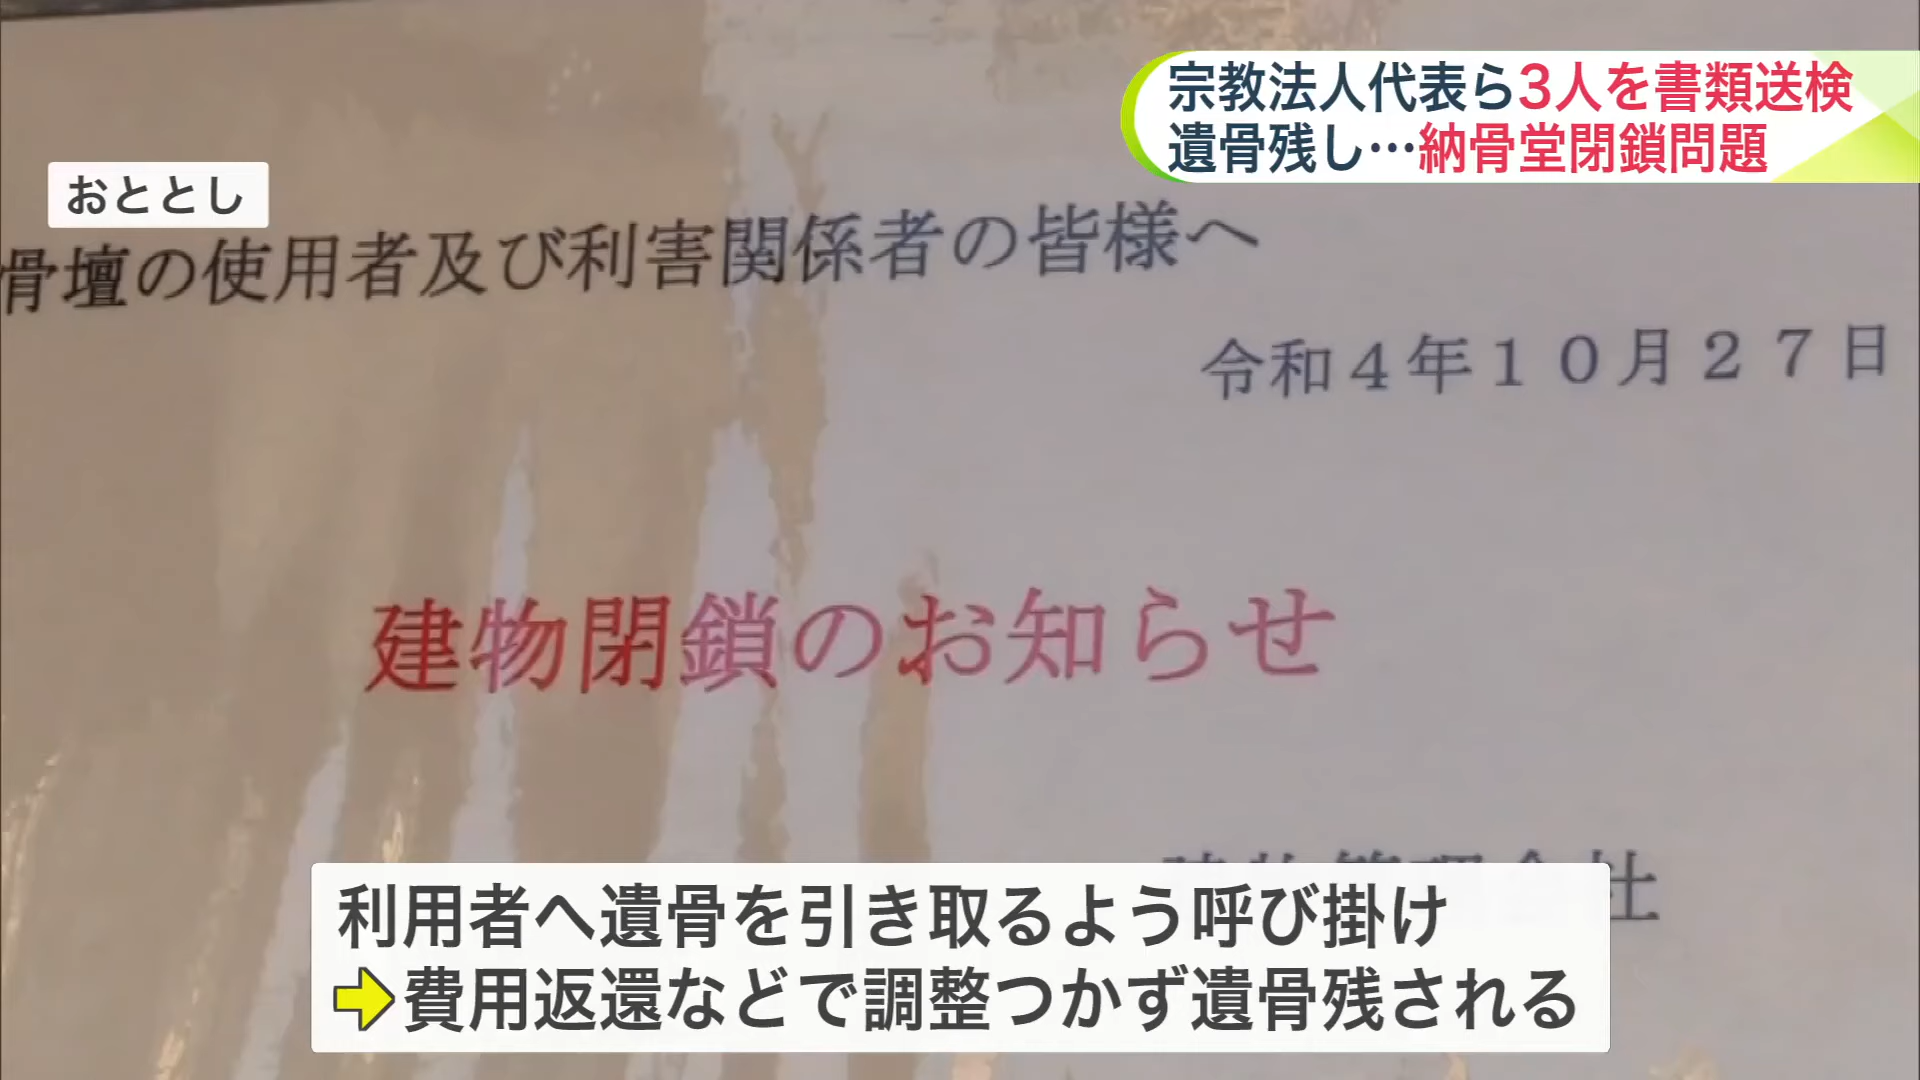 宗教法人代表ら3人を書類送検
遺骨残し…納骨堂閉鎖問題
おととし
骨壇の使用者及び利害関係者の皆様へ
令和4年10月27日
建物閉鎖のお知らせ
社
利用者へ遺骨を引き取るよう呼び掛け
➡費用返還などで調整つかず遺骨残される